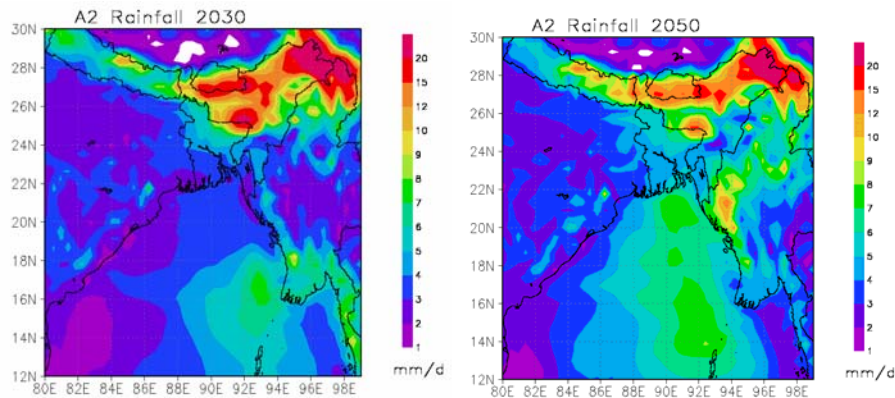 A2 Rainfall 2030
30N
28N
26N
24N
22N
20N
18N
16N
14N
12N
80E 82E 84E 86E 88E 90E 92E 94E 96E 98E
20
15
12
10
9
8
7
6
5
4
3
2
1
mm/d
A2 Rainfall 2050
30N
28N
26N
24N
22N
20N
18N
16N
14N
12N
80E 82E 84E 86E 88E 90E 92E 94E 96E 98E
20
15
12
10
9
8
7
6
5
4
3
2
1
mm/d